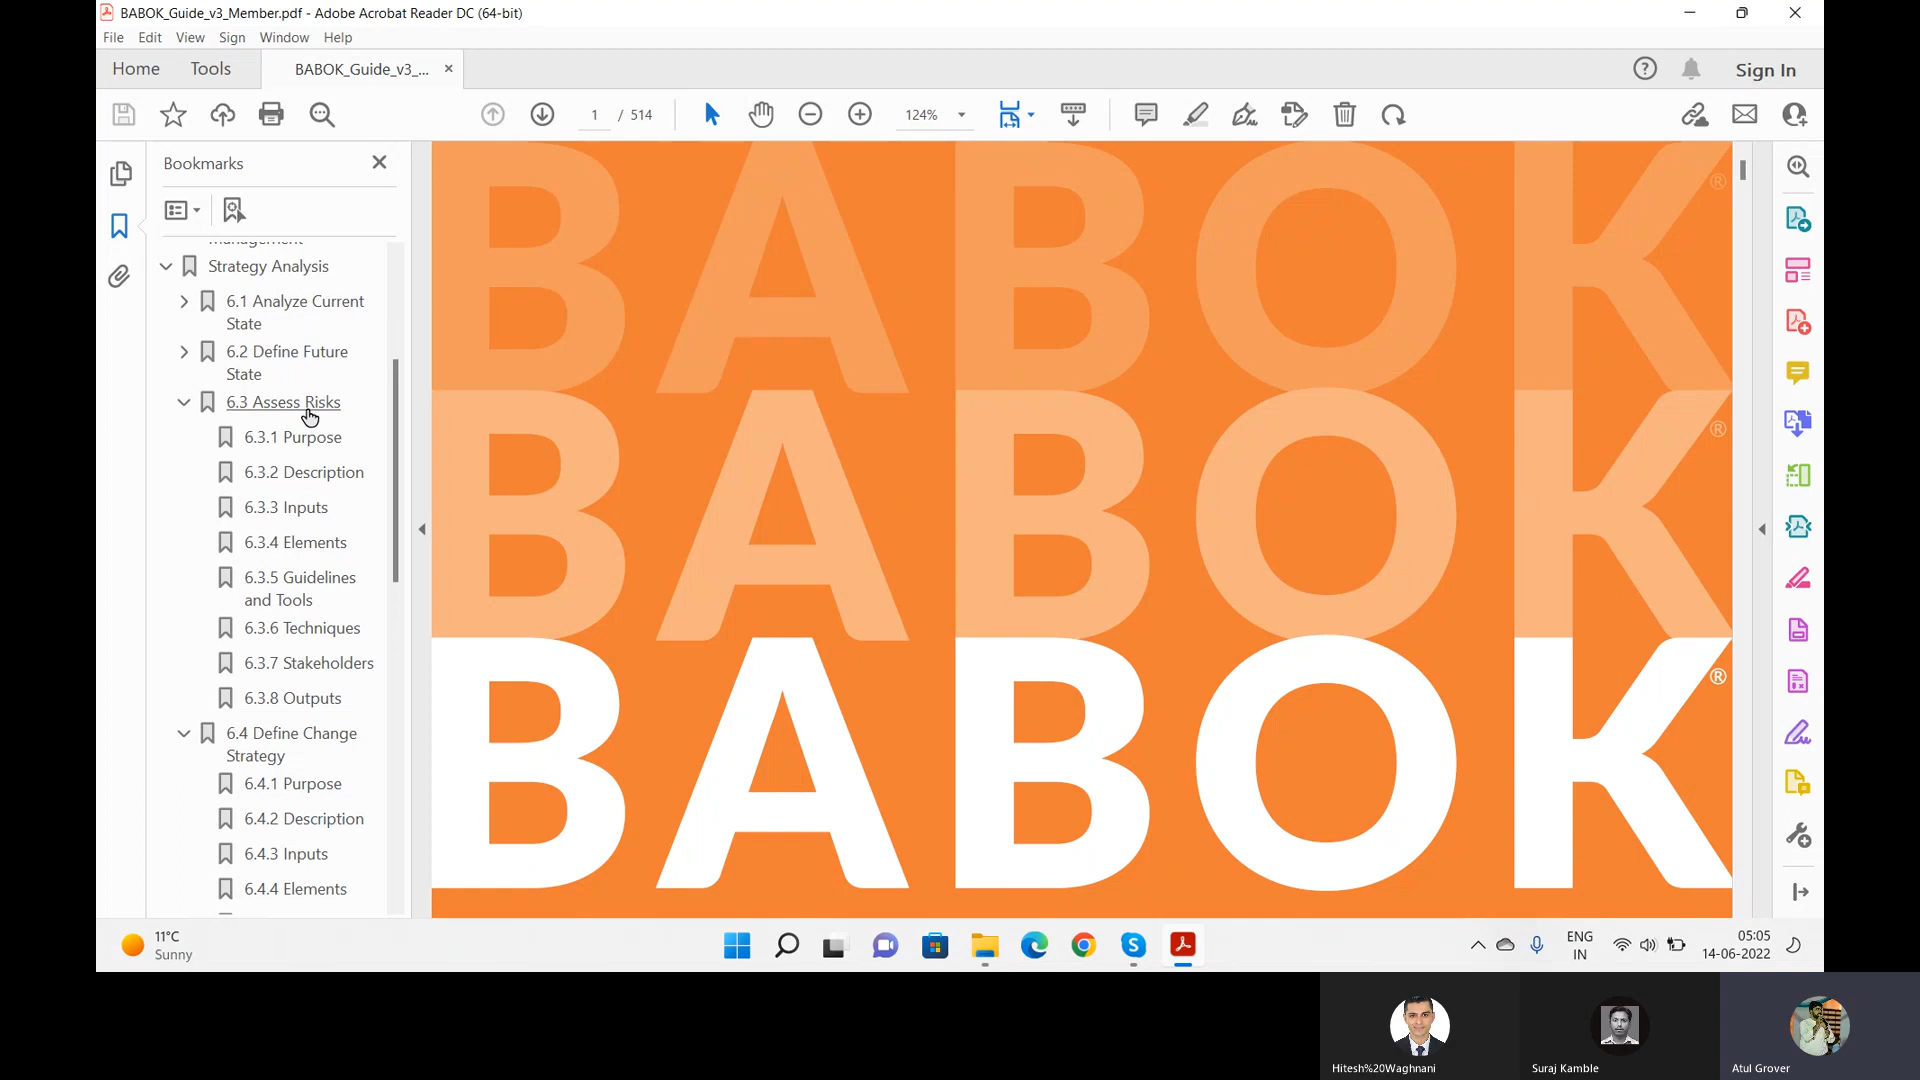 BABOK_Guide_v3_Member.pdf - Adobe Acrobat Reader DC (64-bit)
File Edit View Sign Window Help
Home Tools BABOK_Guide_v3_... × Sign In
1 / 514 124%
Bookmarks
Management
Strategy Analysis
6.1 Analyze Current
State
6.2 Define Future
State
6.3 Assess Risks
6.3.1 Purpose
6.3.2 Description
6.3.3 Inputs
6.3.4 Elements
6.3.5 Guidelines
and Tools
6.3.6 Techniques
6.3.7 Stakeholders
6.3.8 Outputs
6.4 Define Change
Strategy
6.4.1 Purpose
6.4.2 Description
6.4.3 Inputs
6.4.4 Elements
BABOK®
BABOK®
BABOK®
11°C
Sunny
ENG
IN
05:05
14-06-2022
Hitesh%20Waghnani
Suraj Kamble
Atul Grover